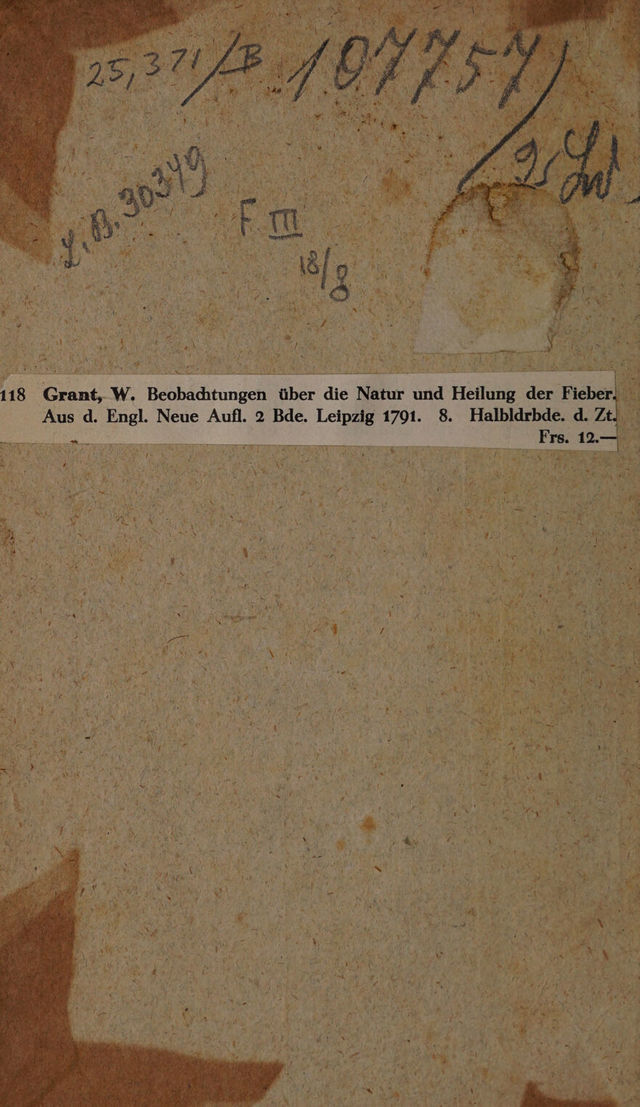 25,371/B 107757/
L.B. 30349
F III
18/8
118 Grant, W. Beobachtungen über die Natur und Heilung der Fieber.
Aus d. Engl. Neue Aufl. 2 Bde. Leipzig 1791. 8. Halbldrbde. d. Zt.
Frs. 12.—